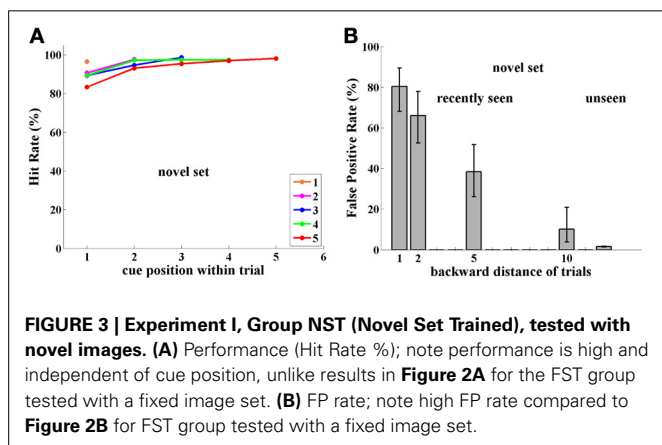 A
100
80
60
40
20
0
Hit Rate (%)
novel set
1
2
3
4
5
1 2 3 4 5 6
cue position within trial
B
100
80
60
40
20
0
False Positive Rate (%)
novel set
recently seen
unseen
1 2 5 10
backward distance of trials
FIGURE 3 | Experiment I, Group NST (Novel Set Trained), tested with
novel images. (A) Performance (Hit Rate %); note performance is high and
independent of cue position, unlike results in Figure 2A for the FST group
tested with a fixed image set. (B) FP rate; note high FP rate compared to
Figure 2B for FST group tested with a fixed image set.